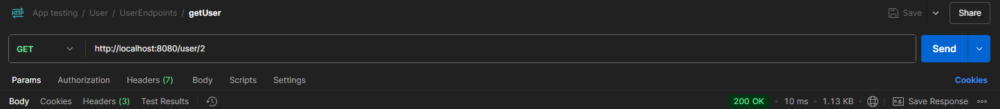 HTTP App testing / User / UserEndpoints / getUser Save Share
GET http://localhost:8080/user/2 Send
Params Authorization Headers (7) Body Scripts Settings Cookies
Body Cookies Headers (3) Test Results 200 OK • 10 ms • 1.13 KB • e.g. Save Response